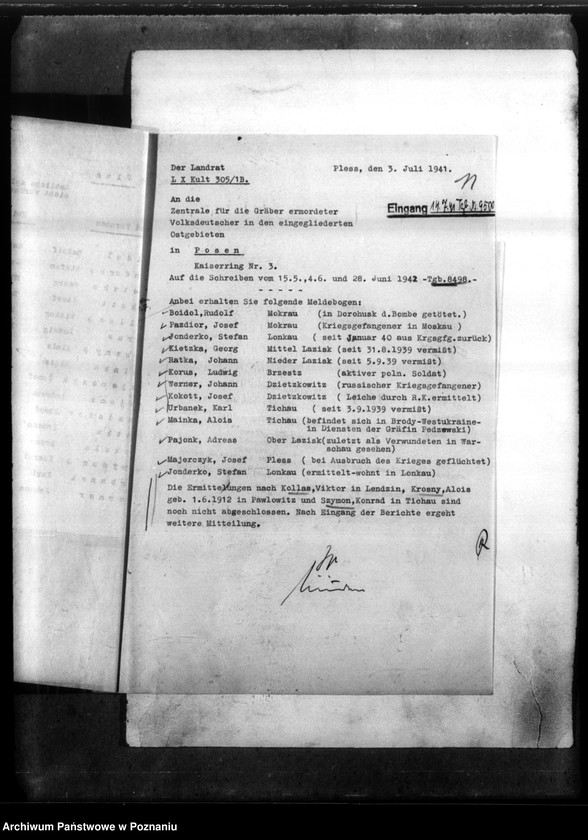 Der Landrat
Pless, den 3. Juli 1941.
L X Kult 305/1B.
11
An die
Zentrale für die Gräber ermordeter
Volksdeutscher in den eingegliederten
Ostgebieten
Eingang
in Posen
Kaiserring Nr. 3.
Auf die Schreiben vom 15.5.,4.6. und 28. Juni 1942 -Tgb.8498.-
- - - - -
Anbei erhalten Sie folgende Meldebogen:
Boidol,Rudolf Mokrau (in Dorohusk d.Bombe getötet.)
Pazdior, Josef Mokrau (Kriegsgefangener in Moskau )
Jonderko, Stefan Lonkau ( seit Januar 40 aus Krgsgfg.zurück)
Kietzka, Georg Mittel Lazisk (seit 31.8.1939 vermißt)
Ratka, Johann Nieder Lazisk (seit 5.9.39 vermißt)
Korus, Ludwig Brzestz (aktiver poln. Soldat)
Werner, Johann Dzietzkowitz (russischer Kriegsgefangener)
Kokott, Josef Dzietzkowitz ( Leiche durch R.K.ermittelt)
Urbanek, Karl Tichau ( seit 3.9.1939 vermißt)
Mainka, Alois Tichau (befindet sich in Brody-Westukraine-
in Diensten der Gräfin Pedzewski)
Pajonk, Adreas Ober Lazisk(zuletzt als Verwundeten in War-
schau gesehen)
Majerczyk, Josef Pless ( bei Ausbruch des Krieges geflüchtet)
Jonderko, Stefan Lonkau (ermittelt-wohnt in Lonkau)
Die Ermittelungen nach Kollas,Viktor in Lendzin, Krosny,Alois
geb. 1.6.1912 in Pawlowitz und Szymon,Konrad in Tichau sind
noch nicht abgeschlossen. Nach Eingang der Berichte ergeht
weitere Mitteilung.
Archiwum Państwowe w Poznaniu